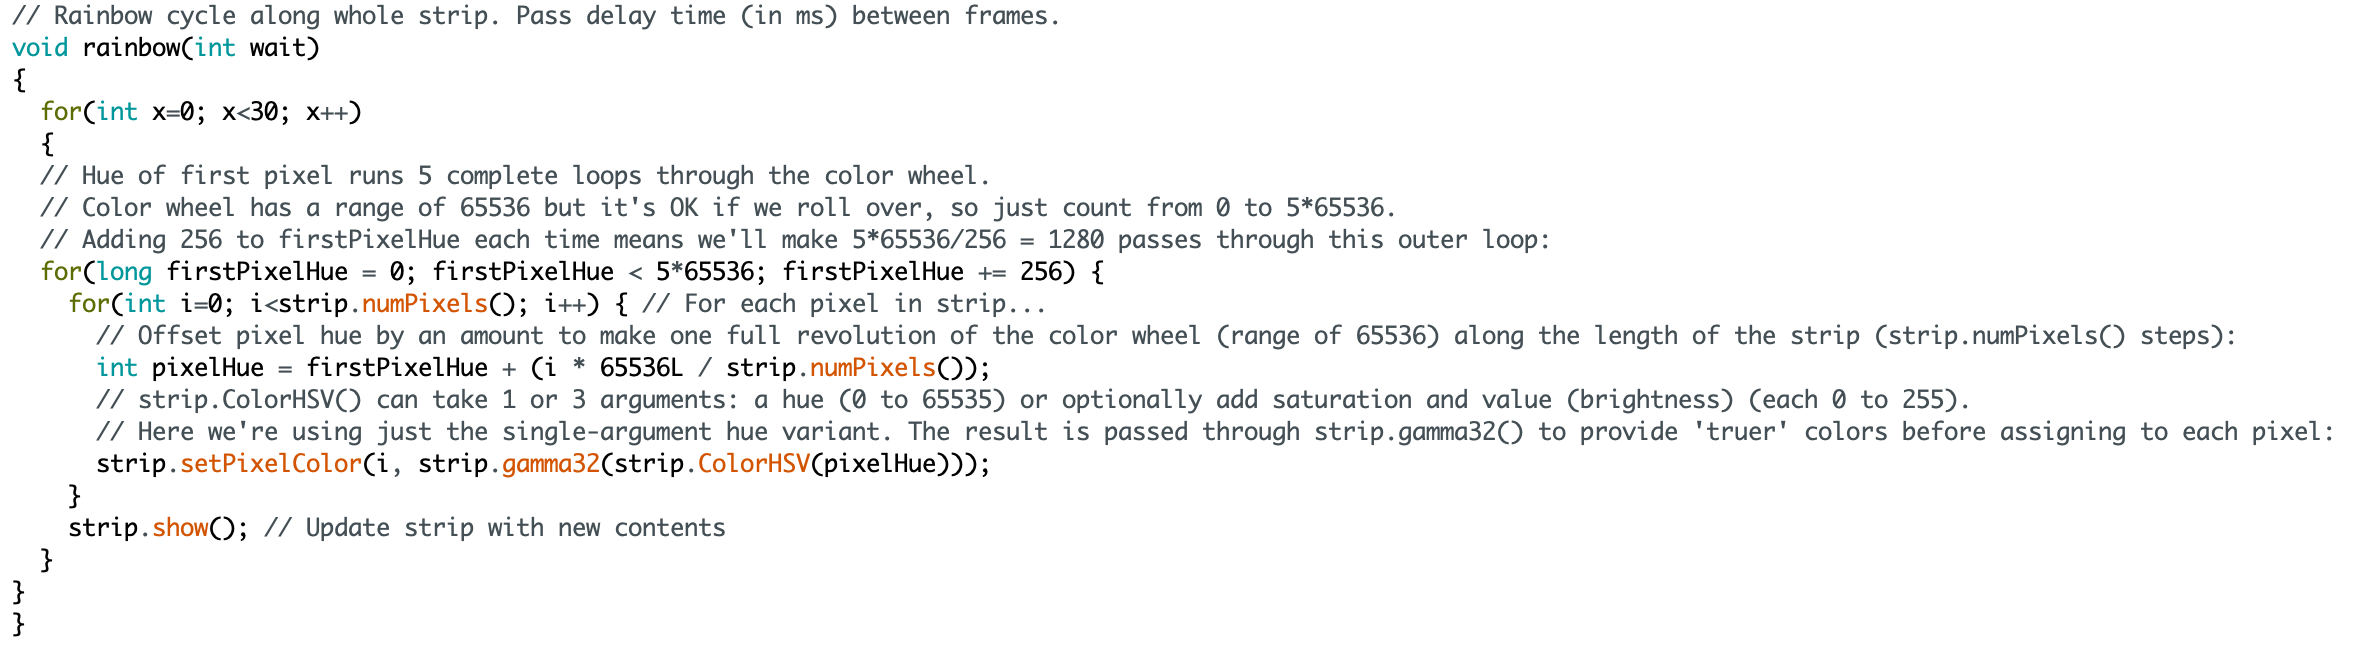 // Rainbow cycle along whole strip. Pass delay time (in ms) between frames.
void rainbow(int wait)
{
  for(int x=0; x<30; x++)
  {
  // Hue of first pixel runs 5 complete loops through the color wheel.
  // Color wheel has a range of 65536 but it's OK if we roll over, so just count from 0 to 5*65536.
  // Adding 256 to firstPixelHue each time means we'll make 5*65536/256 = 1280 passes through this outer loop:
  for(long firstPixelHue = 0; firstPixelHue < 5*65536; firstPixelHue += 256) {
    for(int i=0; i<strip.numPixels(); i++) { // For each pixel in strip...
      // Offset pixel hue by an amount to make one full revolution of the color wheel (range of 65536) along the length of the strip (strip.numPixels() steps):
      int pixelHue = firstPixelHue + (i * 65536L / strip.numPixels());
      // strip.ColorHSV() can take 1 or 3 arguments: a hue (0 to 65535) or optionally add saturation and value (brightness) (each 0 to 255).
      // Here we're using just the single-argument hue variant. The result is passed through strip.gamma32() to provide 'truer' colors before assigning to each pixel:
      strip.setPixelColor(i, strip.gamma32(strip.ColorHSV(pixelHue)));
    }
    strip.show(); // Update strip with new contents
  }
}
}